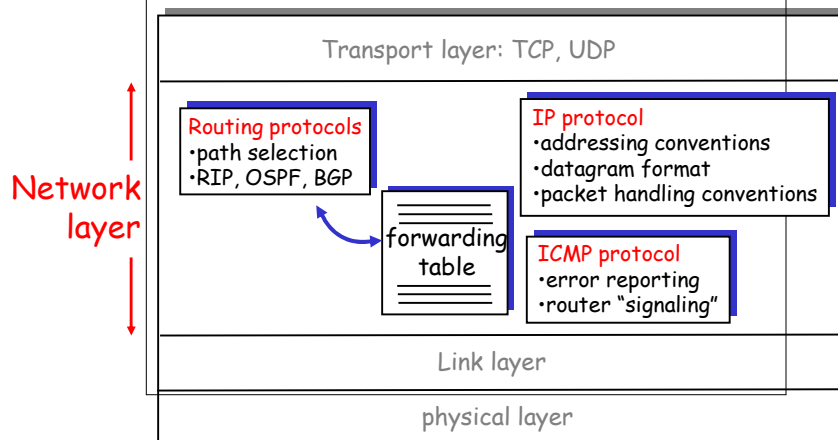 Transport layer: TCP, UDP
Network
layer
Routing protocols
•path selection
•RIP, OSPF, BGP
forwarding
table
IP protocol
•addressing conventions
•datagram format
•packet handling conventions
ICMP protocol
•error reporting
•router “signaling”
Link layer
physical layer